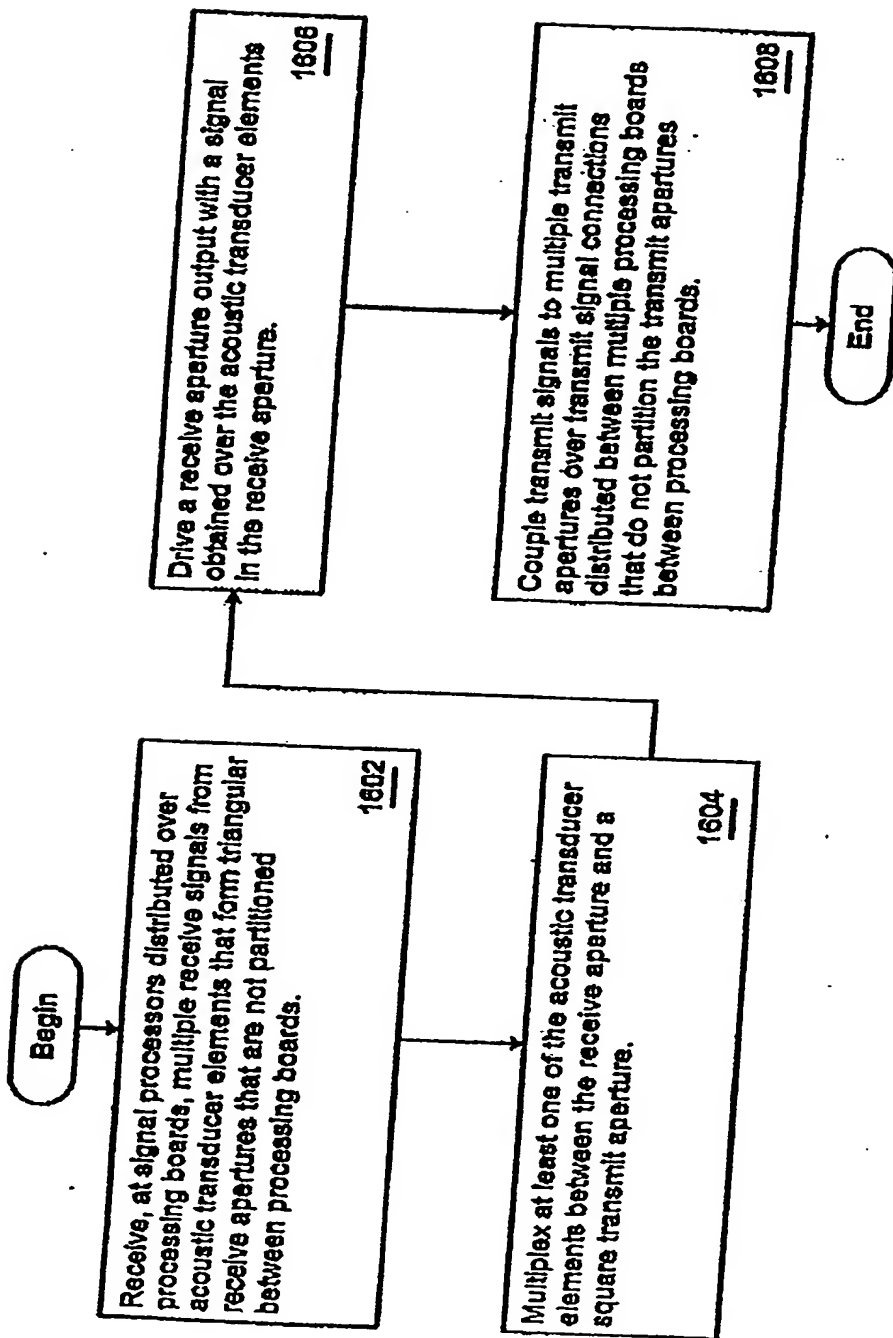 Begin
Receive, at signal processors distributed over
processing boards, multiple receive signals from
acoustic transducer elements that form triangular
receive apertures that are not partitioned
between processing boards.
1602
Multiplex at least one of the acoustic transducer
elements between the receive aperture and a
square transmit aperture.
1604
Drive a receive aperture output with a signal
obtained over the acoustic transducer elements
in the receive aperture.
1606
Couple transmit signals to multiple transmit
apertures over transmit signal connections
distributed between multiple processing boards
that do not partition the transmit apertures
between processing boards.
1608
End